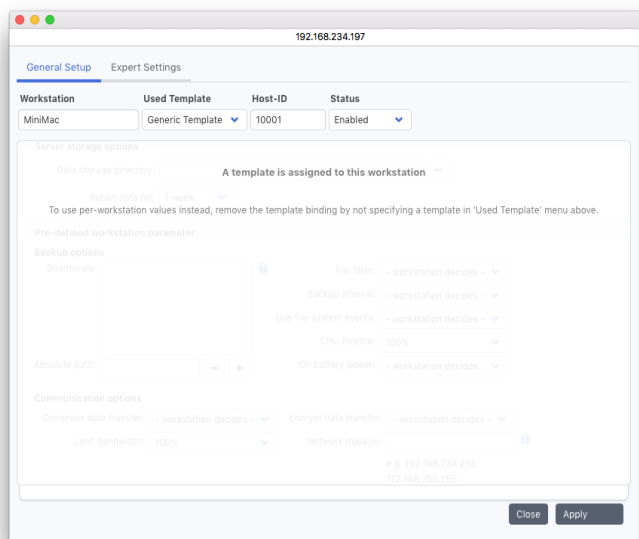 192.168.234.197
General Setup Expert Settings
Workstation Used Template Host-ID Status
MiniMac Generic Template 10001 Enabled
Server storage options
Data storage directory:
A template is assigned to this workstation
Retain data for: 1 week
To use per-workstation values instead, remove the template binding by not specifying a template in 'Used Template' menu above.
Pre-defined workstation parameter
Backup options
Directories: File filter: - workstation decides -
Backup interval: - workstation decides -
Use file-system events: - workstation decides -
CPU throttle: 100%
Absolute path: - + On battery power: - workstation decides
Communication options
Compress data transfer: - workstation decides - Encrypt data transfer: - workstation decides -
Limit bandwidth: 100% Network mask(s):
e.g. 192.168.234.255
172.168.255.255
Close Apply